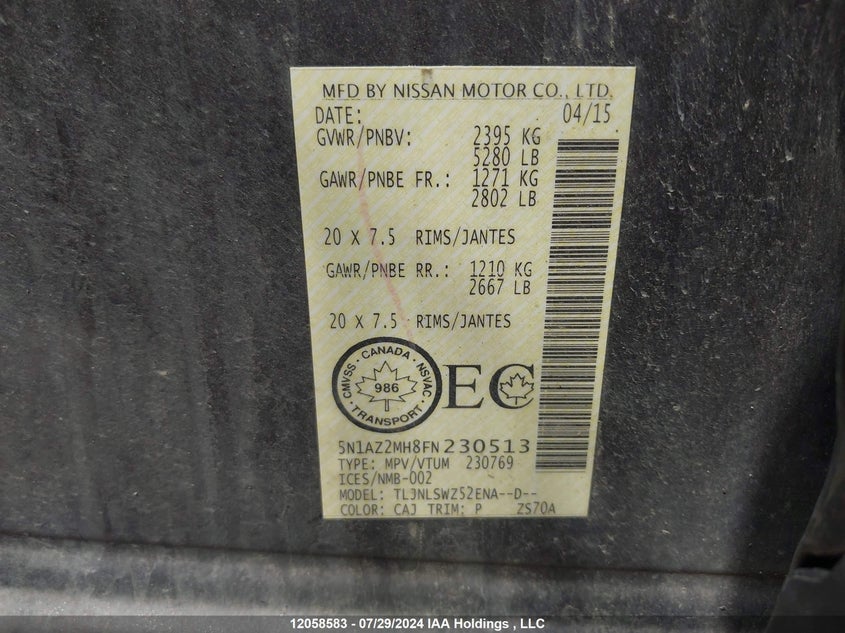 MFD BY NISSAN MOTOR CO., LTD.
DATE: 04/15
GVWR/PNBV: 2395 KG
5280 LB
GAWR/PNBE FR.: 1271 KG
2802 LB
20 X 7.5 RIMS/JANTES
GAWR/PNBE RR.: 1210 KG
2667 LB
20 X 7.5 RIMS/JANTES
CMVSS · CANADA · NSVAC
986
· TRANSPORT ·
EC
5N1AZ2MH8FN230513
TYPE: MPV/VTUM 230769
ICES/NMB-002
MODEL: TLJNLSWZ52ENA--D--
COLOR: CAJ TRIM: P ZS70A
12058583 - 07/29/2024 IAA Holdings , LLC